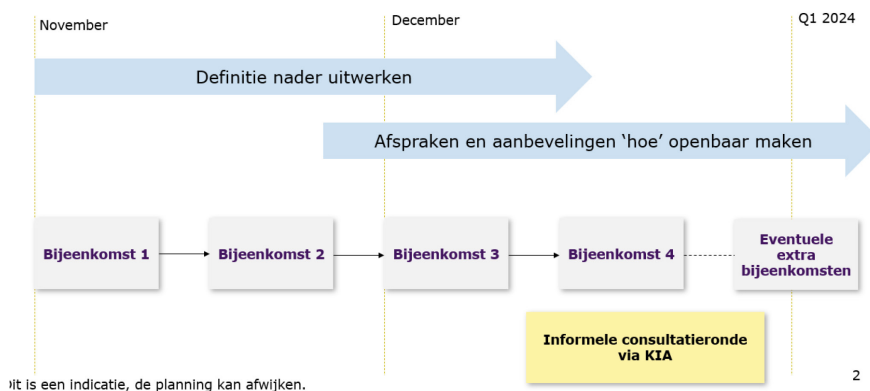 November
December
Q1 2024
Definitie nader uitwerken
Afspraken en aanbevelingen ‘hoe’ openbaar maken
Bijeenkomst 1
Bijeenkomst 2
Bijeenkomst 3
Bijeenkomst 4
Eventuele
extra
bijeenkomsten
Informele consultatieronde
via KIA
is een indicatie, de planning kan afwijken.
2